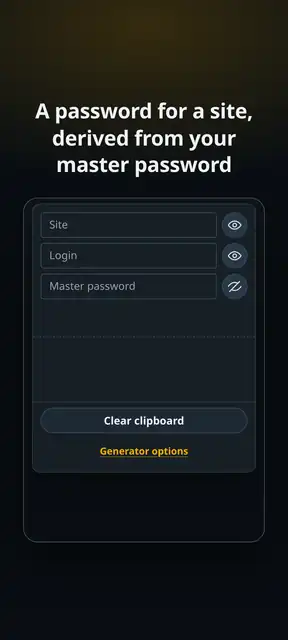 A password for a site,
derived from your
master password
Site
Login
Master password
Clear clipboard
Generator options